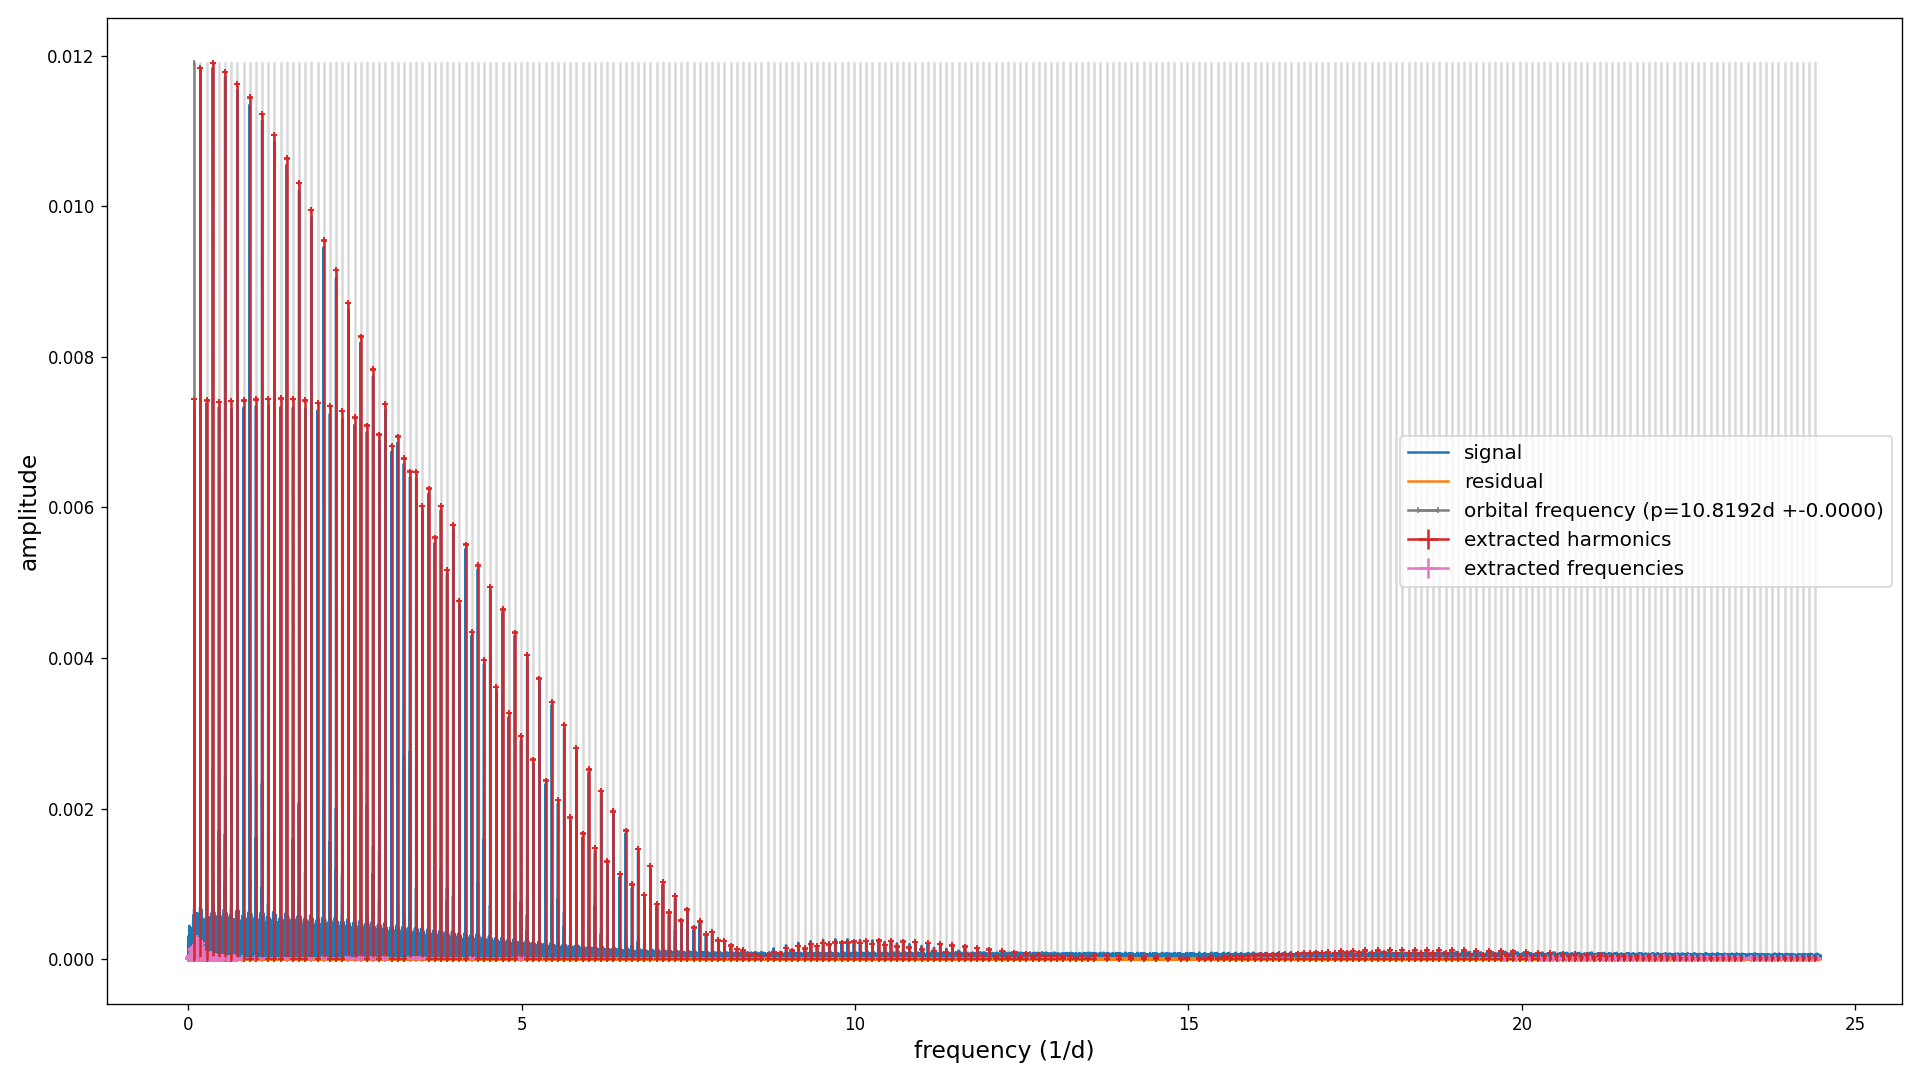 0.012
0.010
0.008
0.006
0.004
0.002
0.000
amplitude
signal
residual
orbital frequency (p=10.8192d +-0.0000)
extracted harmonics
extracted frequencies
0 5 10 15 20 25
frequency (1/d)